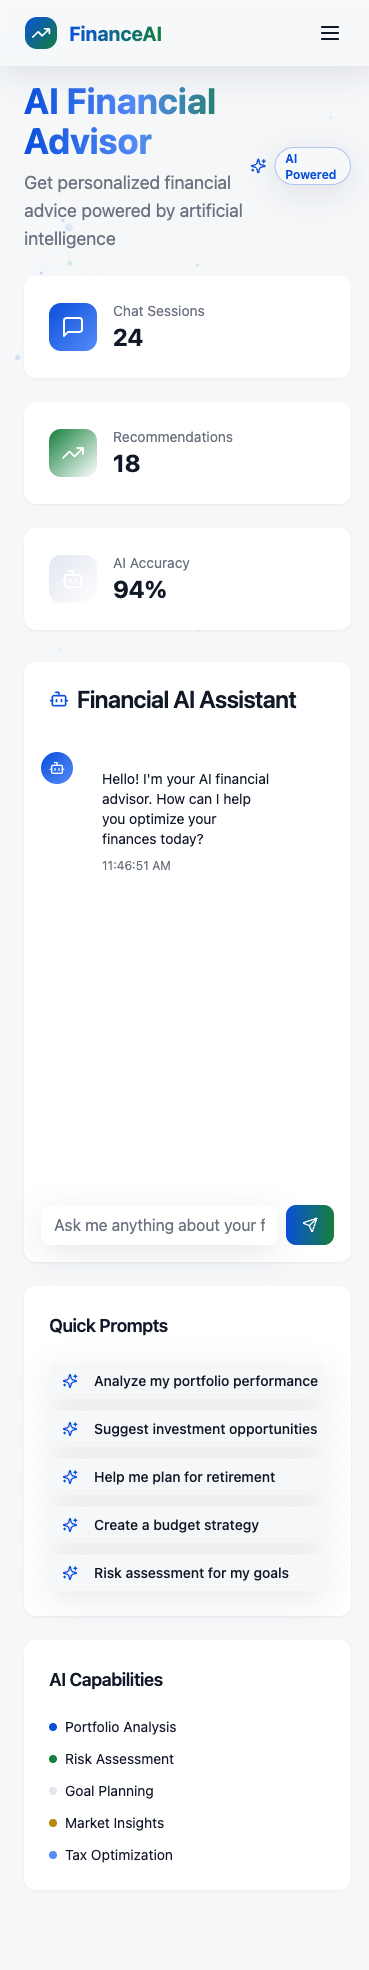 FinanceAI
AI Financial
Advisor
Get personalized financial
advice powered by artificial
intelligence
AI
Powered
Chat Sessions
24
Recommendations
18
AI Accuracy
94%
Financial AI Assistant
Hello! I'm your AI financial
advisor. How can I help
you optimize your
finances today?
11:46:51 AM
Ask me anything about your f
Quick Prompts
Analyze my portfolio performance
Suggest investment opportunities
Help me plan for retirement
Create a budget strategy
Risk assessment for my goals
AI Capabilities
Portfolio Analysis
Risk Assessment
Goal Planning
Market Insights
Tax Optimization